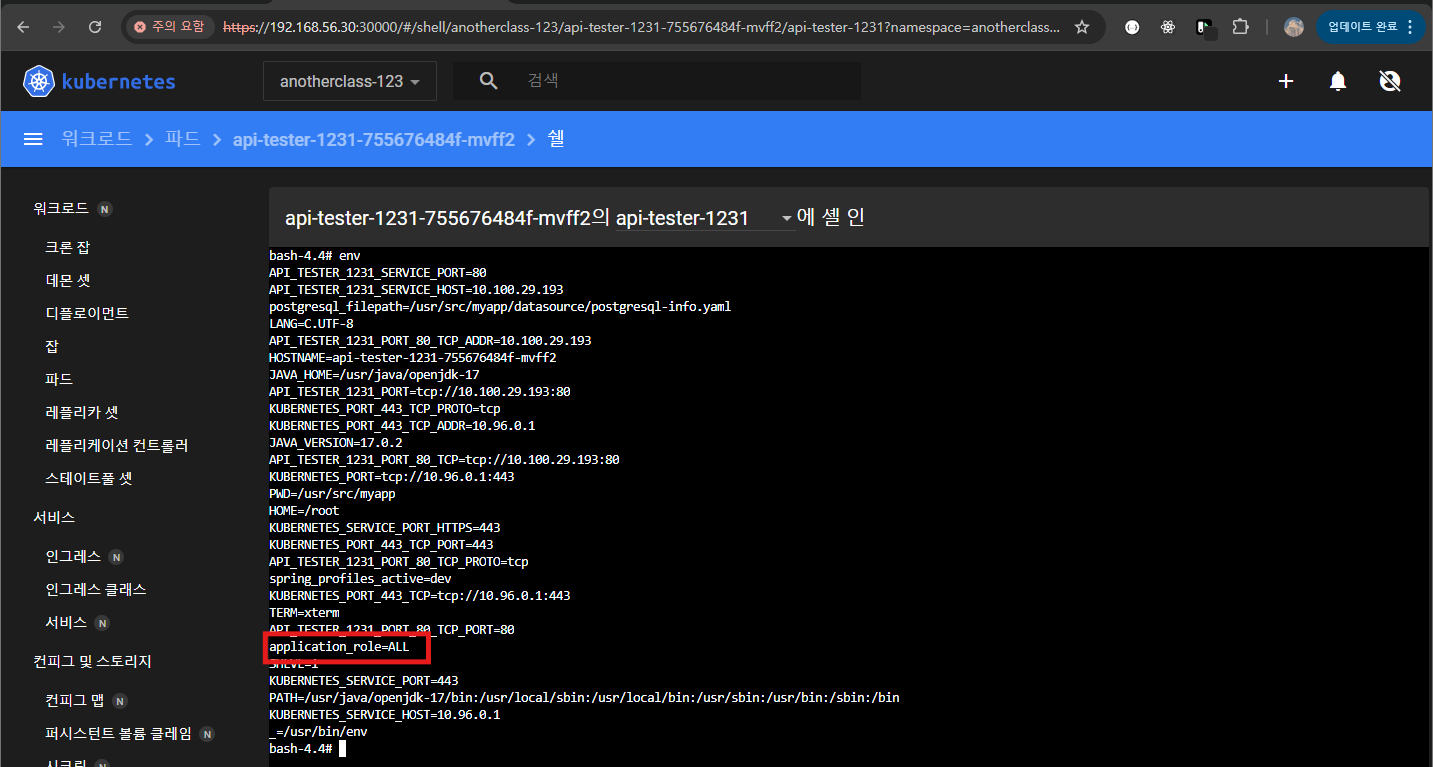 주의 요함
https://192.168.56.30:30000/#/shell/anotherclass-123/api-tester-1231-755676484f-mvff2/api-tester-1231?namespace=anotherclass...
업데이트 완료
kubernetes
anotherclass-123
검색
워크로드
파드
api-tester-1231-755676484f-mvff2
쉘
워크로드 N
크론 잡
데몬 셋
디플로이먼트
잡
파드
레플리카 셋
레플리케이션 컨트롤러
스테이트풀 셋
서비스
인그레스 N
인그레스 클래스
서비스 N
컨피그 및 스토리지
컨피그 맵 N
퍼시스턴트 볼륨 클레임 N
시크릿 N
api-tester-1231-755676484f-mvff2의 api-tester-1231 에 셸 인
bash-4.4# env
API_TESTER_1231_SERVICE_PORT=80
API_TESTER_1231_SERVICE_HOST=10.100.29.193
postgresql_filepath=/usr/src/myapp/datasource/postgresql-info.yaml
LANG=C.UTF-8
API_TESTER_1231_PORT_80_TCP_ADDR=10.100.29.193
HOSTNAME=api-tester-1231-755676484f-mvff2
JAVA_HOME=/usr/java/openjdk-17
API_TESTER_1231_PORT=tcp://10.100.29.193:80
KUBERNETES_PORT_443_TCP_PROTO=tcp
KUBERNETES_PORT_443_TCP_ADDR=10.96.0.1
JAVA_VERSION=17.0.2
API_TESTER_1231_PORT_80_TCP=tcp://10.100.29.193:80
KUBERNETES_PORT=tcp://10.96.0.1:443
PWD=/usr/src/myapp
HOME=/root
KUBERNETES_SERVICE_PORT_HTTPS=443
KUBERNETES_PORT_443_TCP_PORT=443
API_TESTER_1231_PORT_80_TCP_PROTO=tcp
spring_profiles_active=dev
KUBERNETES_PORT_443_TCP=tcp://10.96.0.1:443
TERM=xterm
API_TESTER_1231_PORT_80_TCP_PORT=80
application_role=ALL
SHLVL=1
KUBERNETES_SERVICE_PORT=443
PATH=/usr/java/openjdk-17/bin:/usr/local/sbin:/usr/local/bin:/usr/sbin:/usr/bin:/sbin:/bin
KUBERNETES_SERVICE_HOST=10.96.0.1
_=/usr/bin/env
bash-4.4#